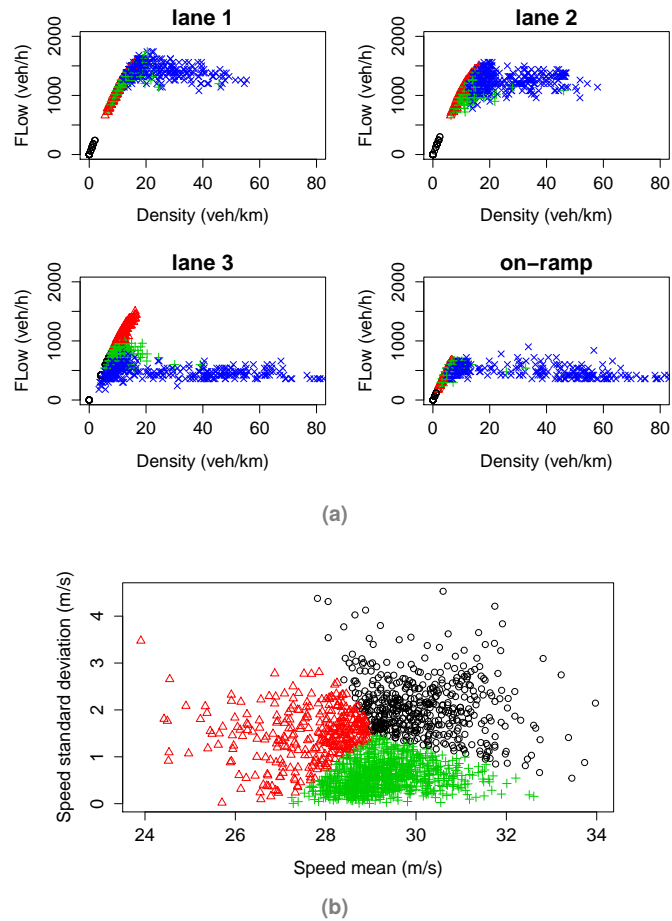 lane 1
FLow (veh/h)
0 1000 2000
0 20 40 60 80
Density (veh/km)
lane 2
FLow (veh/h)
0 1000 2000
0 20 40 60 80
Density (veh/km)
lane 3
FLow (veh/h)
0 1000 2000
0 20 40 60 80
Density (veh/km)
on−ramp
FLow (veh/h)
0 1000 2000
0 20 40 60 80
Density (veh/km)
(a)
Speed standard deviation (m/s)
0 1 2 3 4
24 26 28 30 32 34
Speed mean (m/s)
(b)